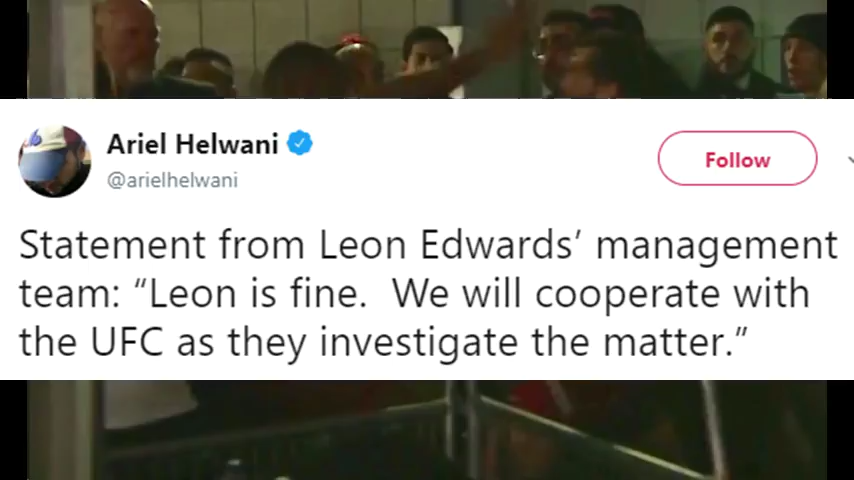 Ariel Helwani
@arielhelwani
Follow
Statement from Leon Edwards’ management
team: “Leon is fine.  We will cooperate with
the UFC as they investigate the matter.”